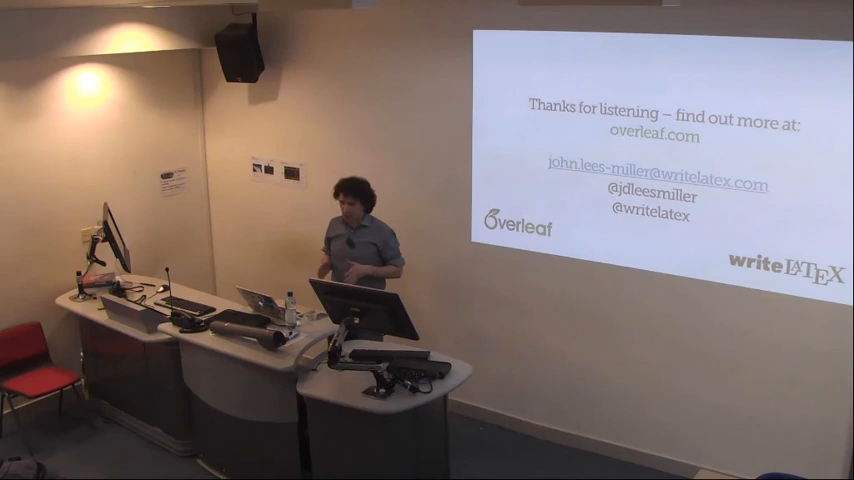 Thanks for listening – find out more at:
overleaf.com
john.lees-miller@writelatex.com
@jdleesmiller
@writelatex
Overleaf
writeLATEX